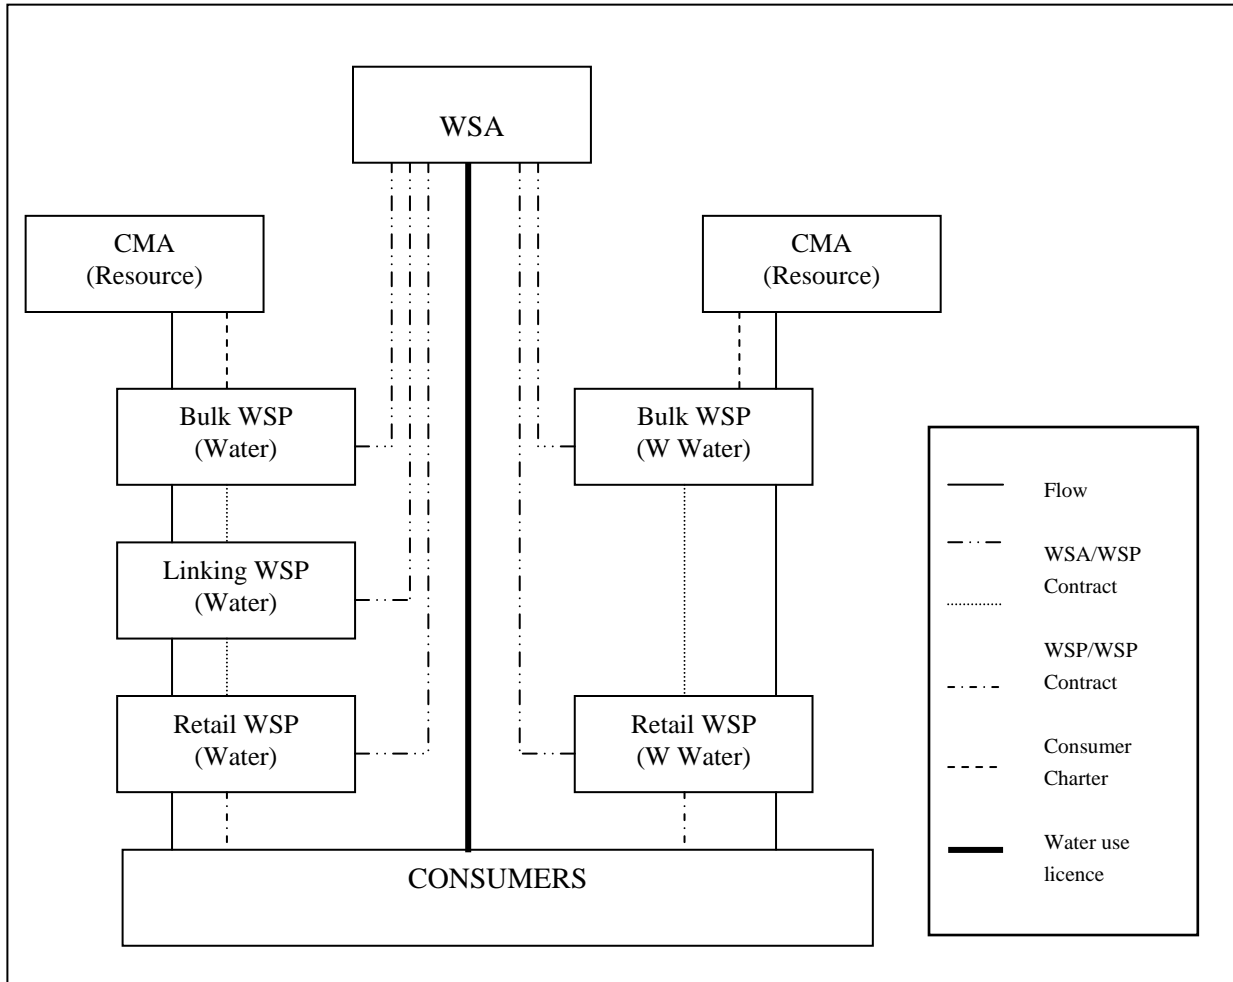 WSA
CMA
(Resource)
CMA
(Resource)
Bulk WSP
(Water)
Bulk WSP
(W Water)
Linking WSP
(Water)
Retail WSP
(Water)
Retail WSP
(W Water)
CONSUMERS
Flow
WSA/WSP
Contract
WSP/WSP
Contract
Consumer
Charter
Water use
licence